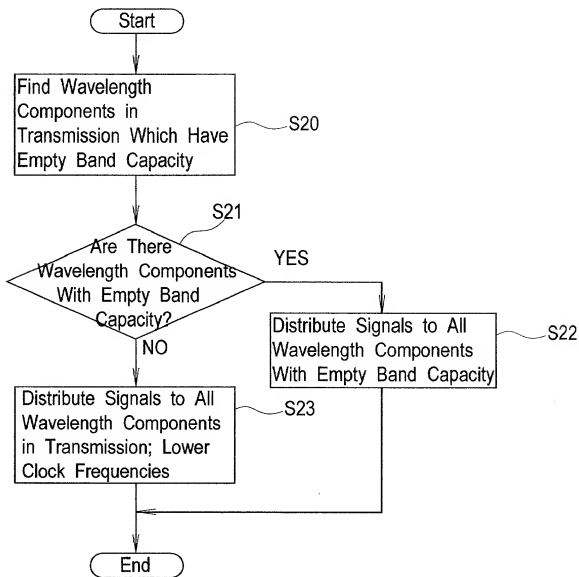 Start
Find Wavelength
Components in
Transmission Which Have
Empty Band Capacity
S20
S21
Are There
Wavelength Components
With Empty Band
Capacity?
YES
NO
Distribute Signals to All
Wavelength Components
With Empty Band Capacity
S22
Distribute Signals to All
Wavelength Components
in Transmission; Lower
Clock Frequencies
S23
End